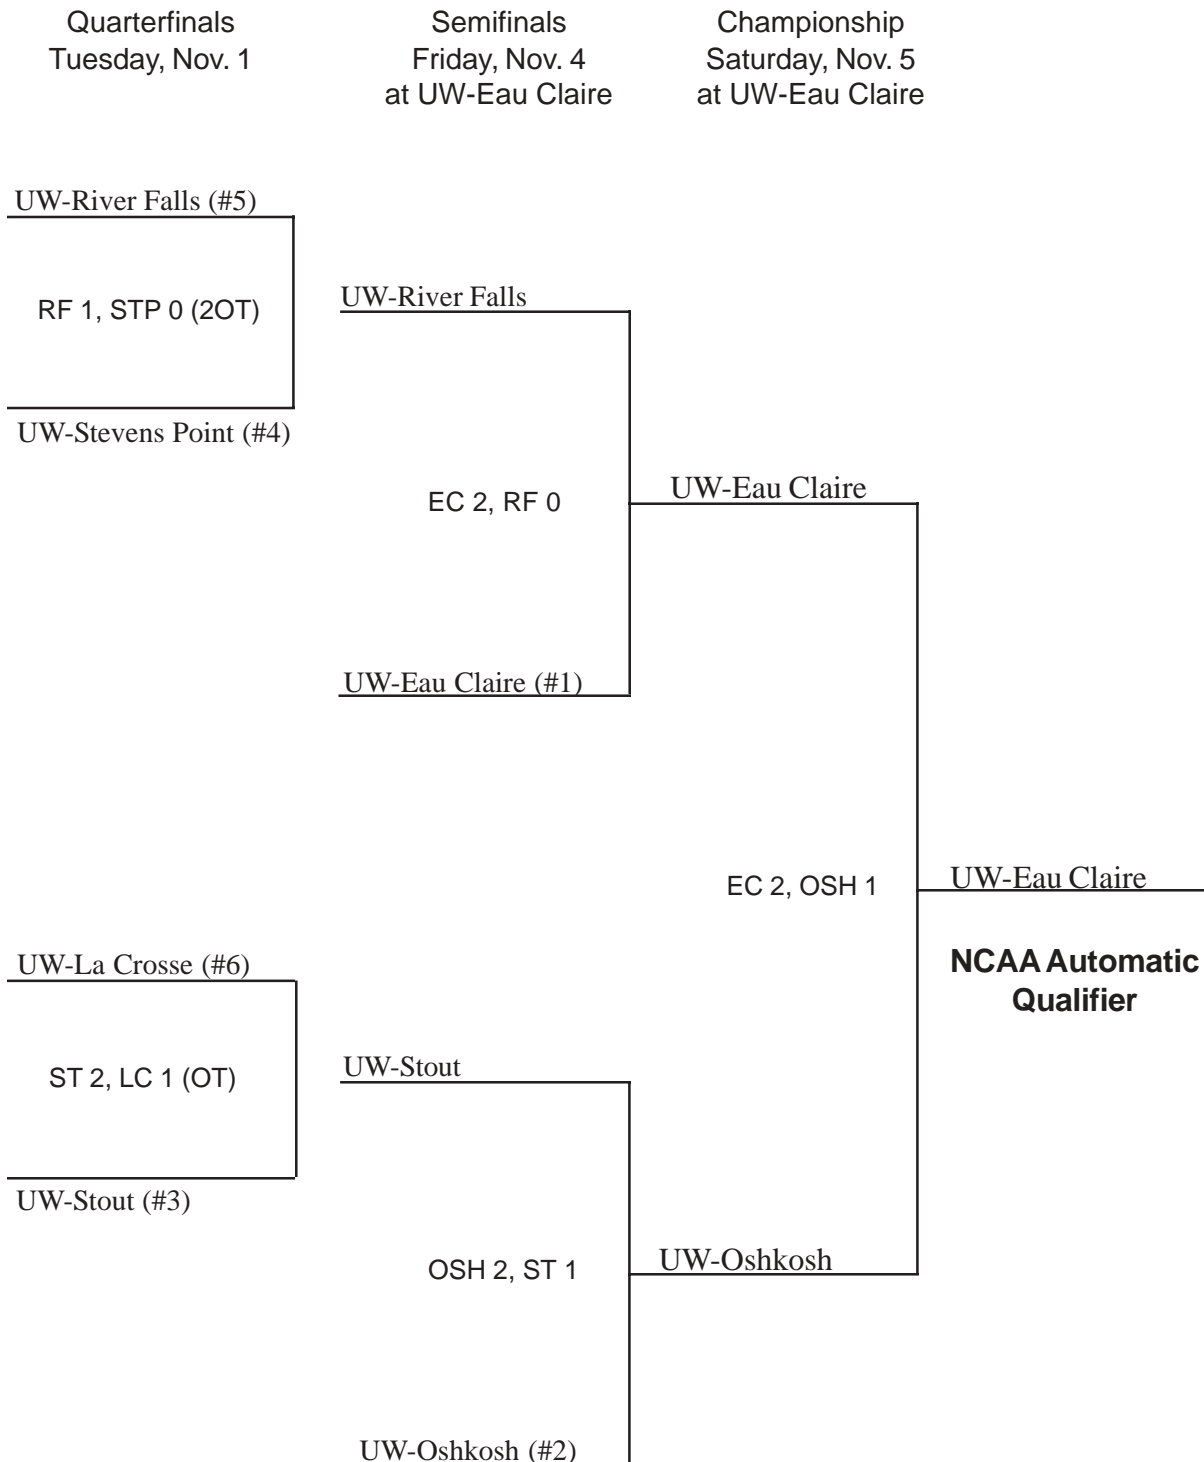 Quarterfinals
Tuesday, Nov. 1
Semifinals
Friday, Nov. 4
at UW-Eau Claire
Championship
Saturday, Nov. 5
at UW-Eau Claire
UW-River Falls (#5)
RF 1, STP 0 (2OT)
UW-Stevens Point (#4)
UW-River Falls
EC 2, RF 0
UW-Eau Claire (#1)
UW-Eau Claire
EC 2, OSH 1
UW-Eau Claire
NCAA Automatic
Qualifier
UW-La Crosse (#6)
ST 2, LC 1 (OT)
UW-Stout (#3)
UW-Stout
OSH 2, ST 1
UW-Oshkosh
UW-Oshkosh (#2)